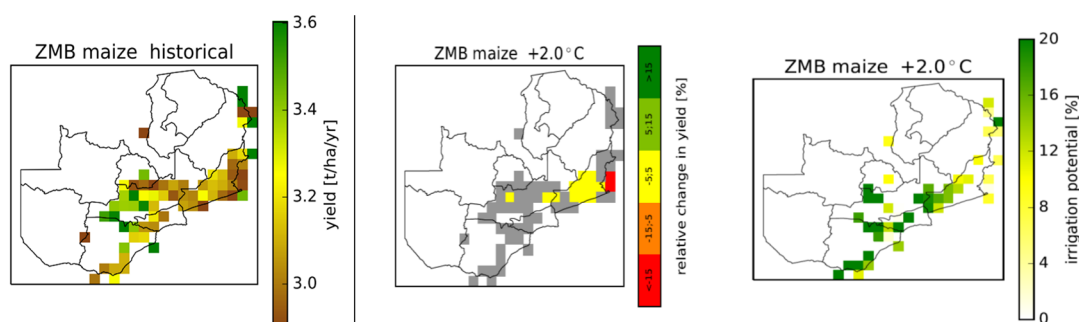 ZMB maize historical
3.6
3.4
3.2
3.0
yield [t/ha/yr]
ZMB maize +2.0°C
>15
5;15
-5;5
-15;-5
<-15
relative change in yield [%]
ZMB maize +2.0°C
20
16
12
8
4
0
irrigation potential [%]